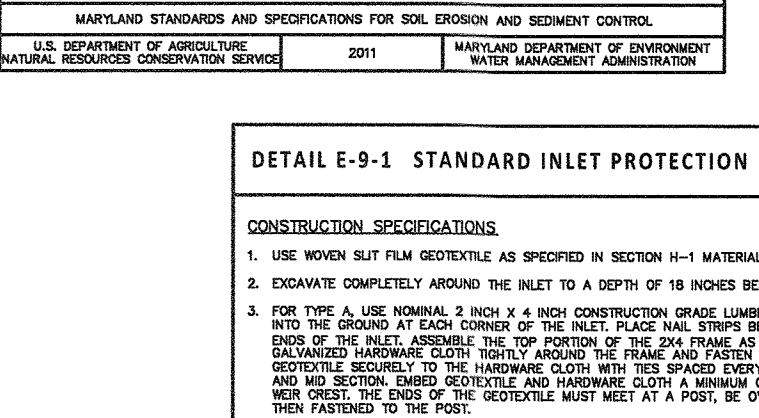 MARYLAND STANDARDS AND SPECIFICATIONS FOR SOIL EROSION AND SEDIMENT CONTROL
U.S. DEPARTMENT OF AGRICULTURE
NATURAL RESOURCES CONSERVATION SERVICE
2011
MARYLAND DEPARTMENT OF ENVIRONMENT
WATER MANAGEMENT ADMINISTRATION
DETAIL E-9-1 STANDARD INLET PROTECTION
CONSTRUCTION SPECIFICATIONS
1. USE WOVEN SLIT FILM GEOTEXTILE AS SPECIFIED IN SECTION H-1 MATERIAL
2. EXCAVATE COMPLETELY AROUND THE INLET TO A DEPTH OF 18 INCHES BE
3. FOR TYPE A, USE NOMINAL 2 INCH X 4 INCH CONSTRUCTION GRADE LUMBE
INTO THE GROUND AT EACH CORNER OF THE INLET. PLACE NAIL STRIPS BE
ENDS OF THE INLET. ASSEMBLE THE TOP PORTION OF THE 2X4 FRAME AS
GALVANIZED HARDWARE CLOTH TIGHTLY AROUND THE FRAME AND FASTEN
GEOTEXTILE SECURELY TO THE HARDWARE CLOTH WITH TIES SPACED EVERY
AND MID SECTION. EMBED GEOTEXTILE AND HARDWARE CLOTH A MINIMUM O
WEIR CREST. THE ENDS OF THE GEOTEXTILE MUST MEET AT A POST, BE OV
THEN FASTENED TO THE POST.